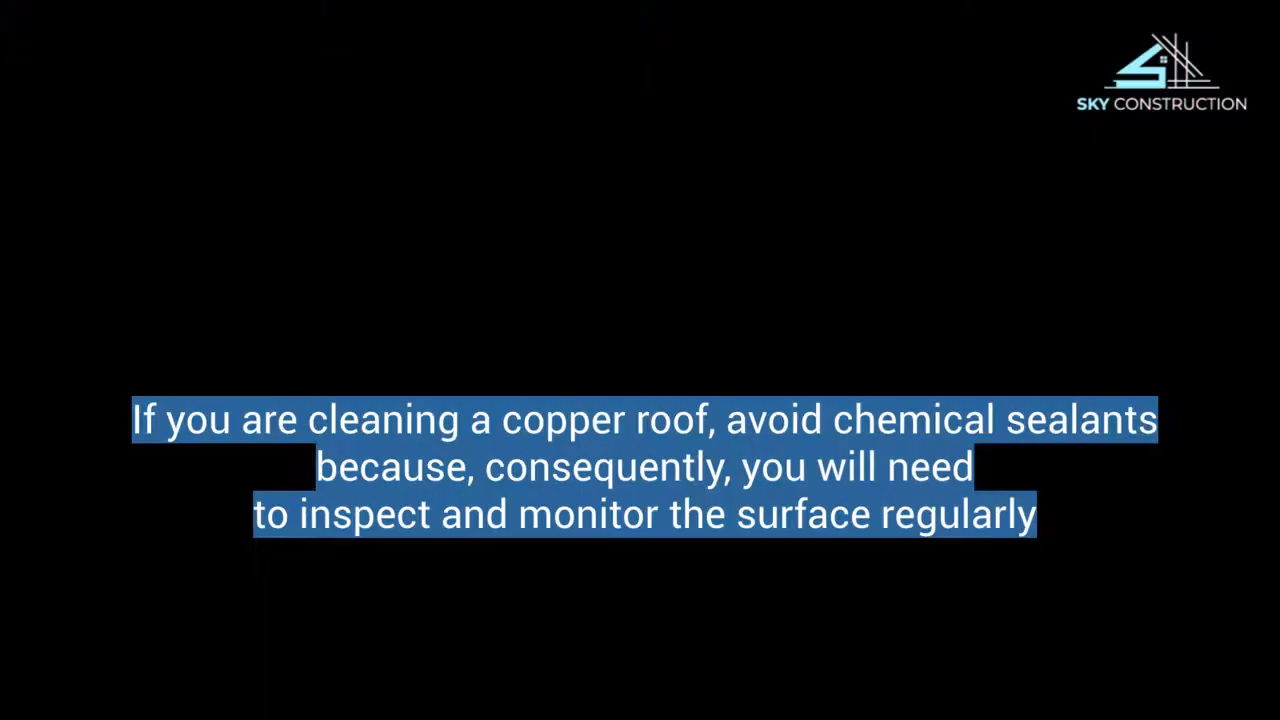 SKY CONSTRUCTION
If you are cleaning a copper roof, avoid chemical sealants
because, consequently, you will need
to inspect and monitor the surface regularly